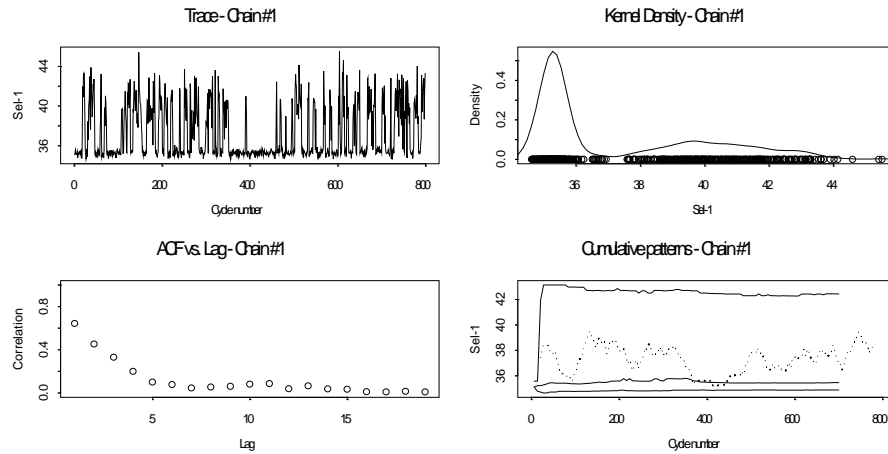 Trace - Chain #1
Sel-1
44
40
36
0
200
400
600
800
Cycle number
Kernel Density - Chain #1
Density
0.4
0.2
0.0
36
38
40
42
44
Sel-1
ACF vs. Lag - Chain #1
Correlation
0.8
0.4
0.0
5
10
15
Lag
Cumulative patterns - Chain #1
Sel-1
42
40
38
36
0
200
400
600
800
Cycle number